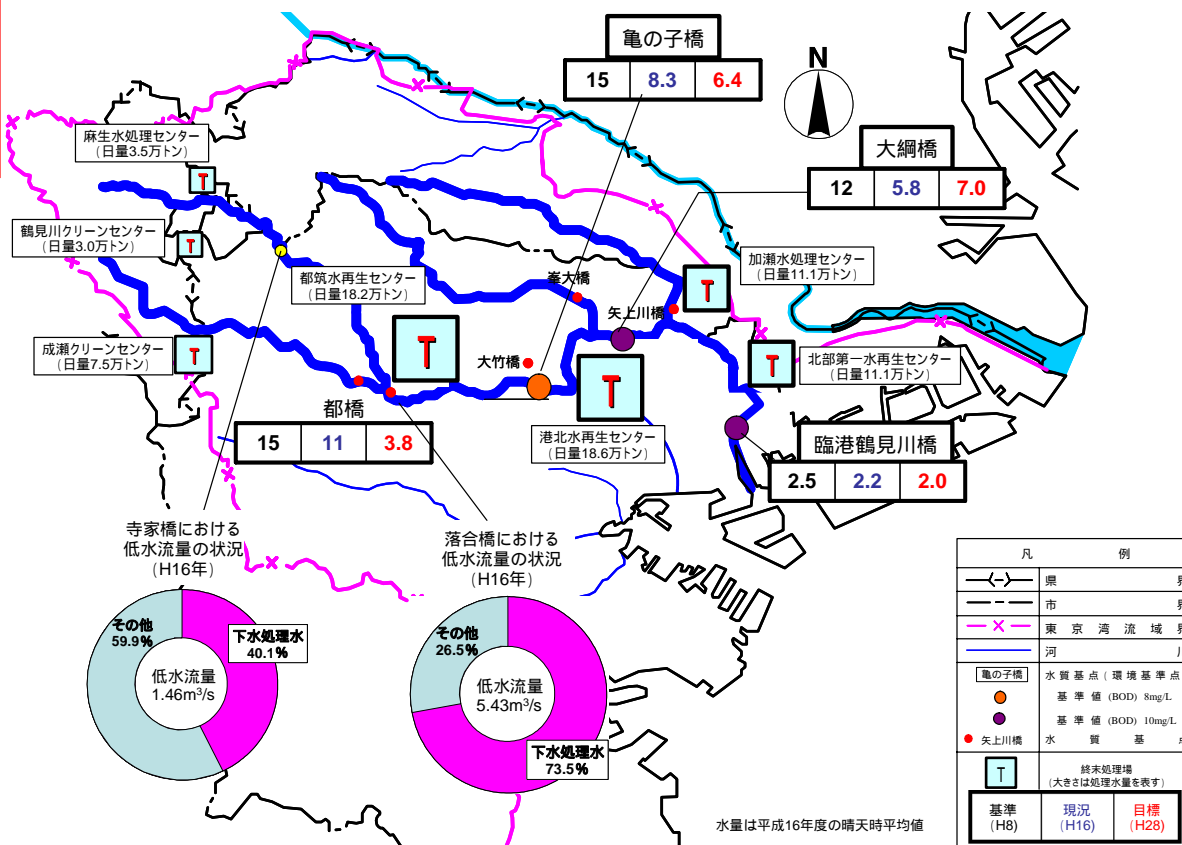 亀の子橋
15 8.3 6.4
N
大綱橋
12 5.8 7.0
麻生水処理センター
(日量3.5万トン)
T
鶴見川クリーンセンター
(日量3.0万トン)
T
都筑水再生センター
(日量18.2万トン)
T
峯大橋
矢上川橋
T
加瀬水処理センター
(日量11.1万トン)
成瀬クリーンセンター
(日量7.5万トン)
T
大竹橋
T
T
北部第一水再生センター
(日量11.1万トン)
都橋
15 11 3.8
港北水再生センター
(日量18.6万トン)
臨港鶴見川橋
2.5 2.2 2.0
寺家橋における
低水流量の状況
(H16年)
その他
59.9%
下水処理水
40.1%
低水流量
1.46m³/s
落合橋における
低水流量の状況
(H16年)
その他
26.5%
低水流量
5.43m³/s
下水処理水
73.5%
水量は平成16年度の晴天時平均値
凡 例
県 界
市 界
東京湾流域界
河
亀の子橋 水質基点(環境基準点
基準値(BOD) 8mg/L
基準値(BOD) 10mg/L
矢上川橋 水質基
T 終末処理場
(大きさは処理水量を表す)
基準 現況 目標
(H8) (H16) (H28)